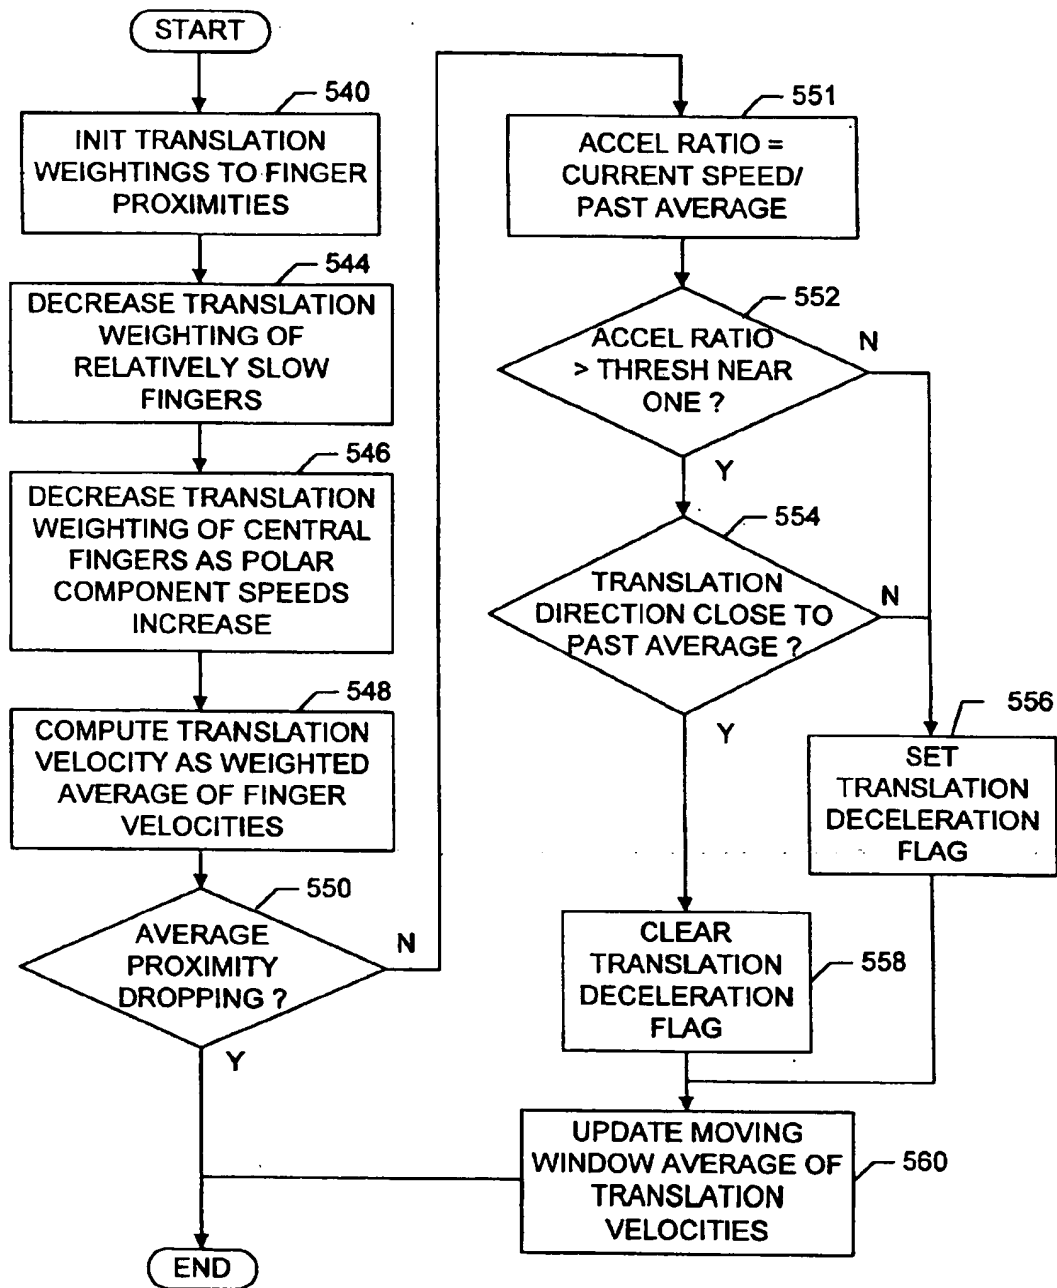 START
540
INIT TRANSLATION
WEIGHTINGS TO FINGER
PROXIMITIES
544
DECREASE TRANSLATION
WEIGHTING OF
RELATIVELY SLOW
FINGERS
546
DECREASE TRANSLATION
WEIGHTING OF CENTRAL
FINGERS AS POLAR
COMPONENT SPEEDS
INCREASE
548
COMPUTE TRANSLATION
VELOCITY AS WEIGHTED
AVERAGE OF FINGER
VELOCITIES
550
AVERAGE
PROXIMITY
DROPPING ?
N
Y
551
ACCEL RATIO =
CURRENT SPEED/
PAST AVERAGE
552
ACCEL RATIO
> THRESH NEAR
ONE ?
N
Y
554
TRANSLATION
DIRECTION CLOSE TO
PAST AVERAGE ?
N
Y
556
SET
TRANSLATION
DECELERATION
FLAG
CLEAR
TRANSLATION
DECELERATION
FLAG
558
UPDATE MOVING
WINDOW AVERAGE OF
TRANSLATION
VELOCITIES
560
END